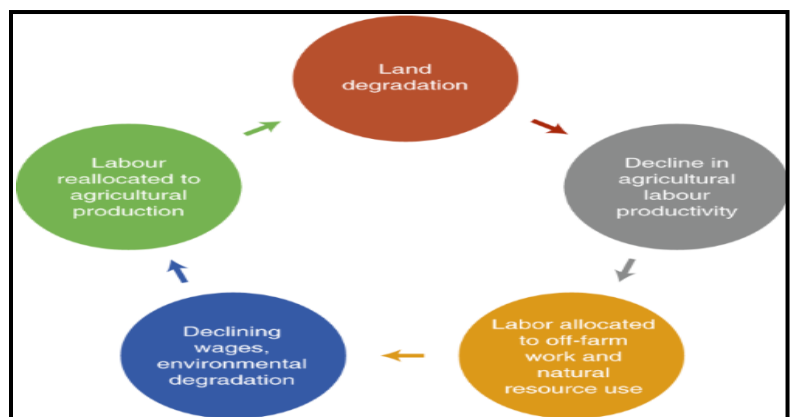 Land
degradation
Decline in
agricultural
labour
productivity
Labor allocated
to off-farm
work and
natural
resource use
Declining
wages,
environmental
degradation
Labour
reallocated to
agricultural
production